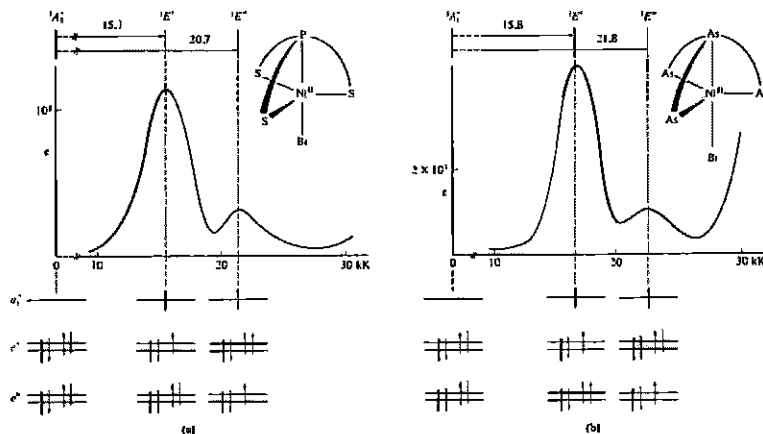 ¹A₁' ¹E' ¹E"
15.1
20.7
P
S
Ni^II
S
S
Br
10³
ε
0 10 20 30 kK
a₁'
e'
e"
(a)
¹A₁' ¹E' ¹E"
15.8
21.8
As
As
Ni^II
A
As
Br
2 × 10³
ε
0 10 20 30 kK
(b)